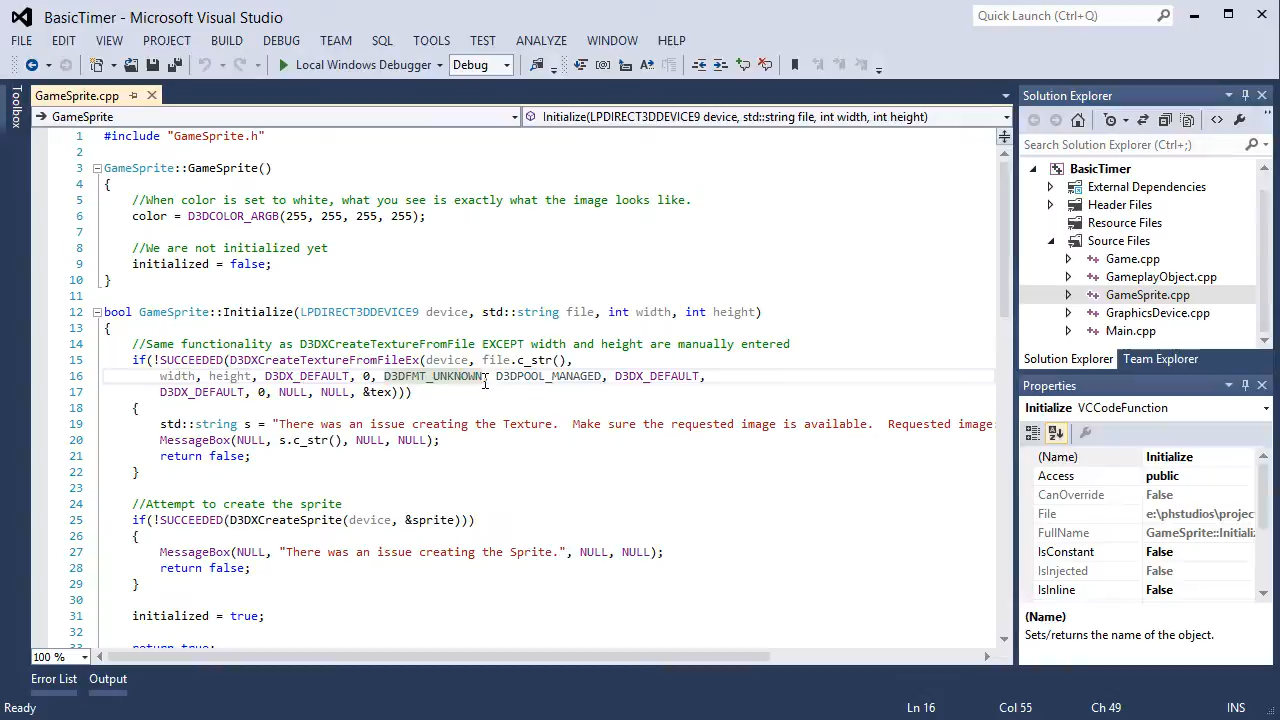 BasicTimer - Microsoft Visual Studio
Quick Launch (Ctrl+Q)
FILE EDIT VIEW PROJECT BUILD DEBUG TEAM SQL TOOLS TEST ANALYZE WINDOW HELP
Local Windows Debugger Debug
Toolbox
GameSprite.cpp
GameSprite
Initialize(LPDIRECT3DDEVICE9 device, std::string file, int width, int height)
1 #include "GameSprite.h"
2
3 GameSprite::GameSprite()
4 {
5 //When color is set to white, what you see is exactly what the image looks like.
6 color = D3DCOLOR_ARGB(255, 255, 255, 255);
7
8 //We are not initialized yet
9 initialized = false;
10 }
11
12 bool GameSprite::Initialize(LPDIRECT3DDEVICE9 device, std::string file, int width, int height)
13 {
14 //Same functionality as D3DXCreateTextureFromFile EXCEPT width and height are manually entered
15 if(!SUCCEEDED(D3DXCreateTextureFromFileEx(device, file.c_str(),
16 width, height, D3DX_DEFAULT, 0, D3DFMT_UNKNOWN, D3DPOOL_MANAGED, D3DX_DEFAULT,
17 D3DX_DEFAULT, 0, NULL, NULL, &tex)))
18 {
19 std::string s = "There was an issue creating the Texture.  Make sure the requested image is available.  Requested image:
20 MessageBox(NULL, s.c_str(), NULL, NULL);
21 return false;
22 }
23
24 //Attempt to create the sprite
25 if(!SUCCEEDED(D3DXCreateSprite(device, &sprite)))
26 {
27 MessageBox(NULL, "There was an issue creating the Sprite.", NULL, NULL);
28 return false;
29 }
30
31 initialized = true;
32
33 return true;
100 %
Solution Explorer
Search Solution Explorer (Ctrl+;)
BasicTimer
External Dependencies
Header Files
Resource Files
Source Files
Game.cpp
GameplayObject.cpp
GameSprite.cpp
GraphicsDevice.cpp
Main.cpp
Solution Explorer Team Explorer
Properties
Initialize VCCodeFunction
(Name) Initialize
Access public
CanOverride False
File e:\phstudios\projec
FullName GameSprite::Initializ
IsConstant False
IsInjected False
IsInline False
(Name)
Sets/returns the name of the object.
Error List Output
Ready Ln 16 Col 55 Ch 49 INS